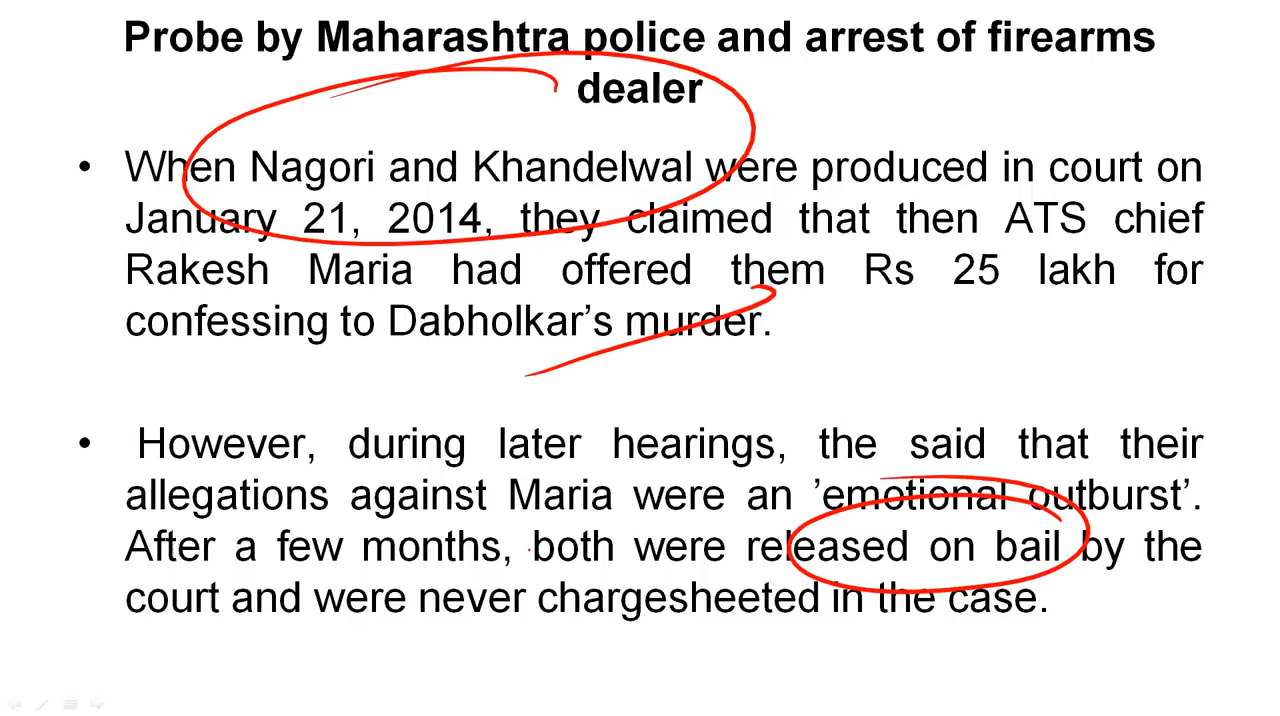 Probe by Maharashtra police and arrest of firearms
dealer
• When Nagori and Khandelwal were produced in court on
January 21, 2014, they claimed that then ATS chief
Rakesh Maria had offered them Rs 25 lakh for
confessing to Dabholkar’s murder.
• However, during later hearings, the said that their
allegations against Maria were an ’emotional outburst’.
After a few months, both were released on bail by the
court and were never chargesheeted in the case.